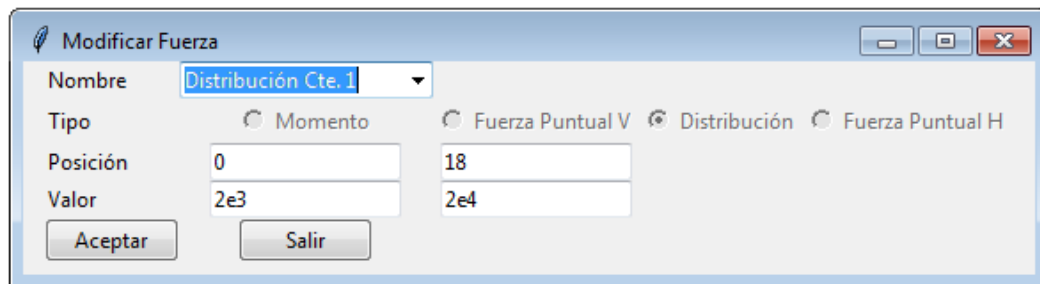 Modificar Fuerza
Nombre Distribución Cte. 1
Tipo Momento Fuerza Puntual V Distribución Fuerza Puntual H
Posición 0 18
Valor 2e3 2e4
Aceptar Salir